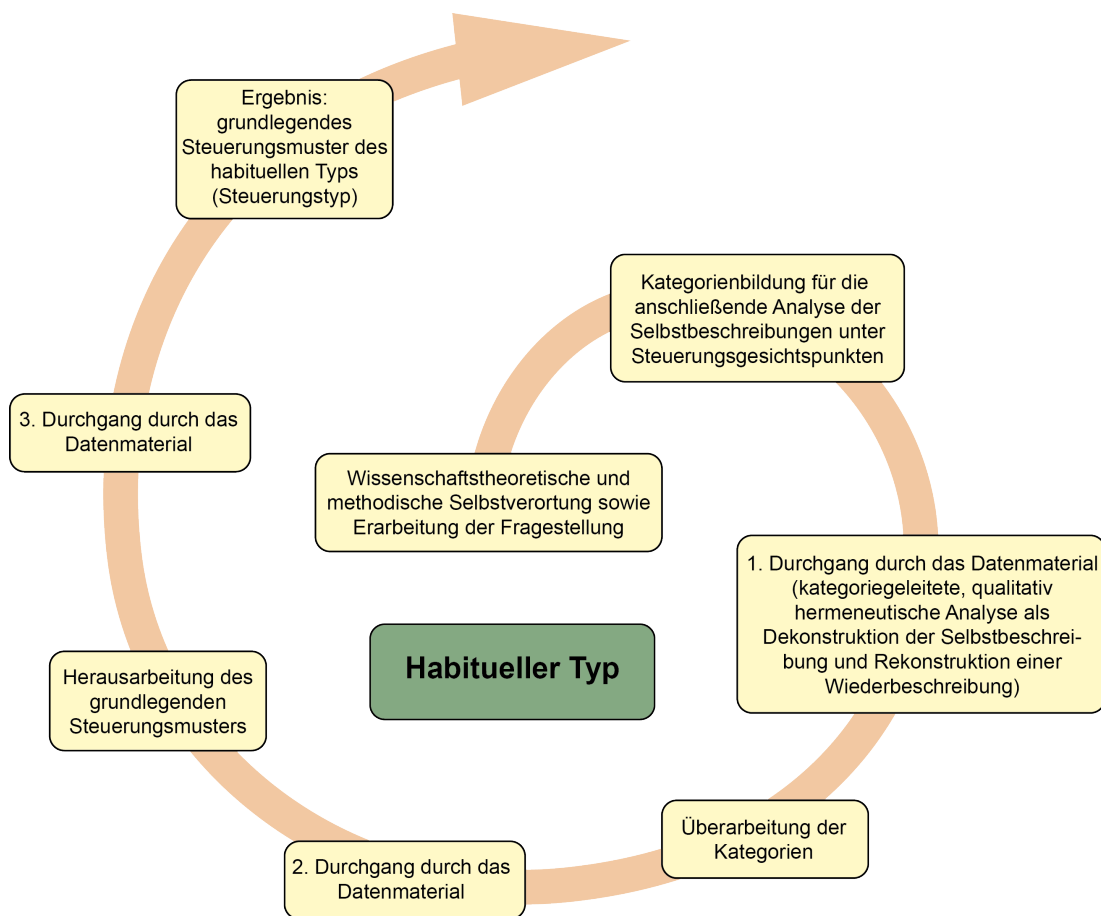 Ergebnis:
grundlegendes
Steuerungsmuster des
habituellen Typs
(Steuerungstyp)
Kategorienbildung für die
anschließende Analyse der
Selbstbeschreibungen unter
Steuerungsgesichtspunkten
3. Durchgang durch das
Datenmaterial
Wissenschaftstheoretische und
methodische Selbstverortung sowie
Erarbeitung der Fragestellung
1. Durchgang durch das Datenmaterial
(kategoriegeleitete, qualitativ
hermeneutische Analyse als
Dekonstruktion der Selbstbeschrei-
bung und Rekonstruktion einer
Wiederbeschreibung)
Habitueller Typ
Herausarbeitung des
grundlegenden
Steuerungsmusters
Überarbeitung der
Kategorien
2. Durchgang durch das
Datenmaterial